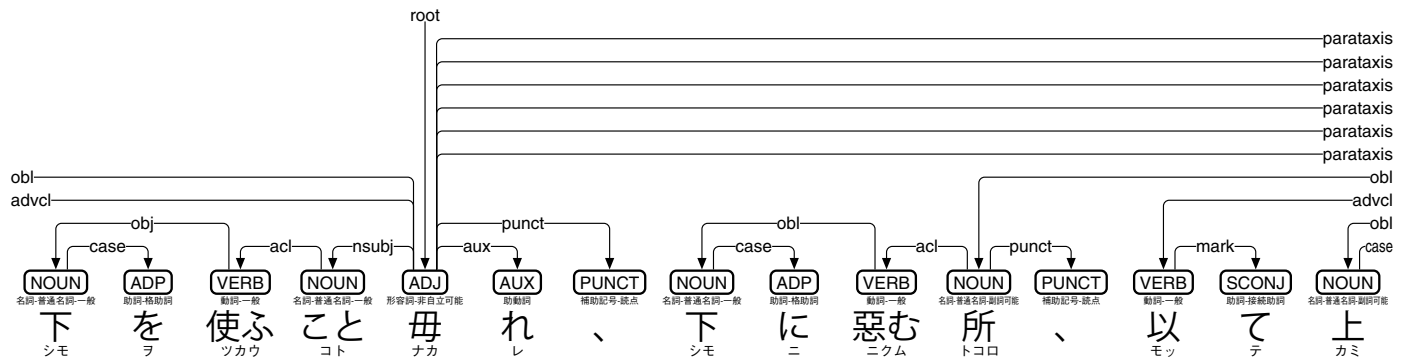 root
parataxis
parataxis
parataxis
parataxis
parataxis
parataxis
obl obl
advcl advcl
obj punct obl obl
case acl nsubj aux case acl punct mark case
NOUN ADP VERB NOUN ADJ AUX PUNCT NOUN ADP VERB NOUN PUNCT VERB SCONJ NOUN
名詞-普通名詞-一般 助詞-格助詞 動詞-一般 名詞-普通名詞-一般 形容詞-非自立可能 助動詞 補助記号-読点 名詞-普通名詞-一般 助詞-格助詞 動詞-一般 名詞-普通名詞-副詞可能 補助記号-読点 動詞-一般 助詞-接続助詞 名詞-普通名詞-副詞可能
下 を 使ふ こと 毋 れ 、 下 に 惡む 所 、 以 て 上
シモ ヲ ツカウ コト ナカ レ シモ ニ ニクム トコロ モッ テ カミ